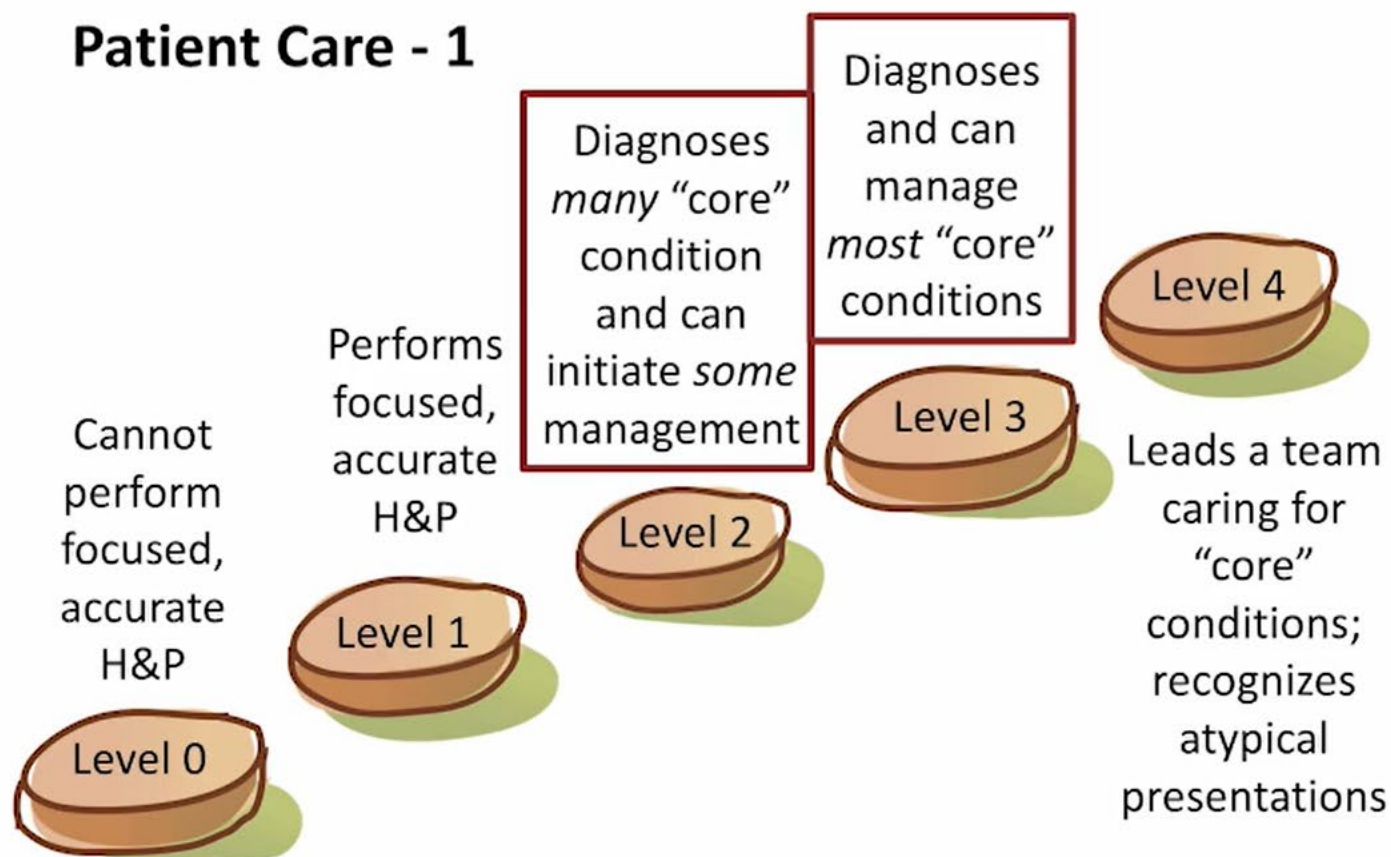 Patient Care - 1
Cannot
perform
focused,
accurate
H&P
Level 0
Performs
focused,
accurate
H&P
Level 1
Diagnoses
many “core”
condition
and can
initiate some
management
Level 2
Diagnoses
and can
manage
most “core”
conditions
Level 3
Level 4
Leads a team
caring for
“core”
conditions;
recognizes
atypical
presentations